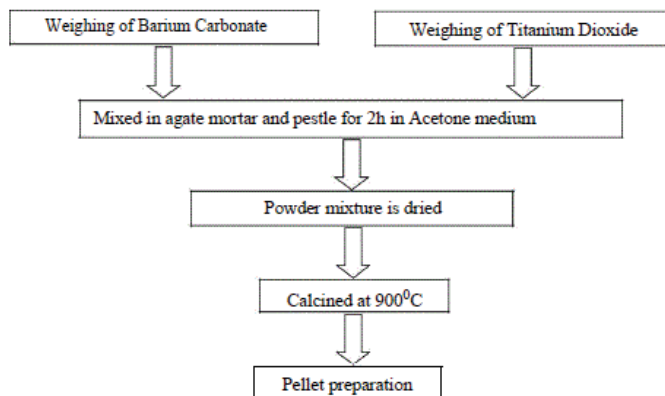 Weighing of Barium Carbonate
Weighing of Titanium Dioxide
Mixed in agate mortar and pestle for 2h in Acetone medium
Powder mixture is dried
Calcined at 900⁰C
Pellet preparation